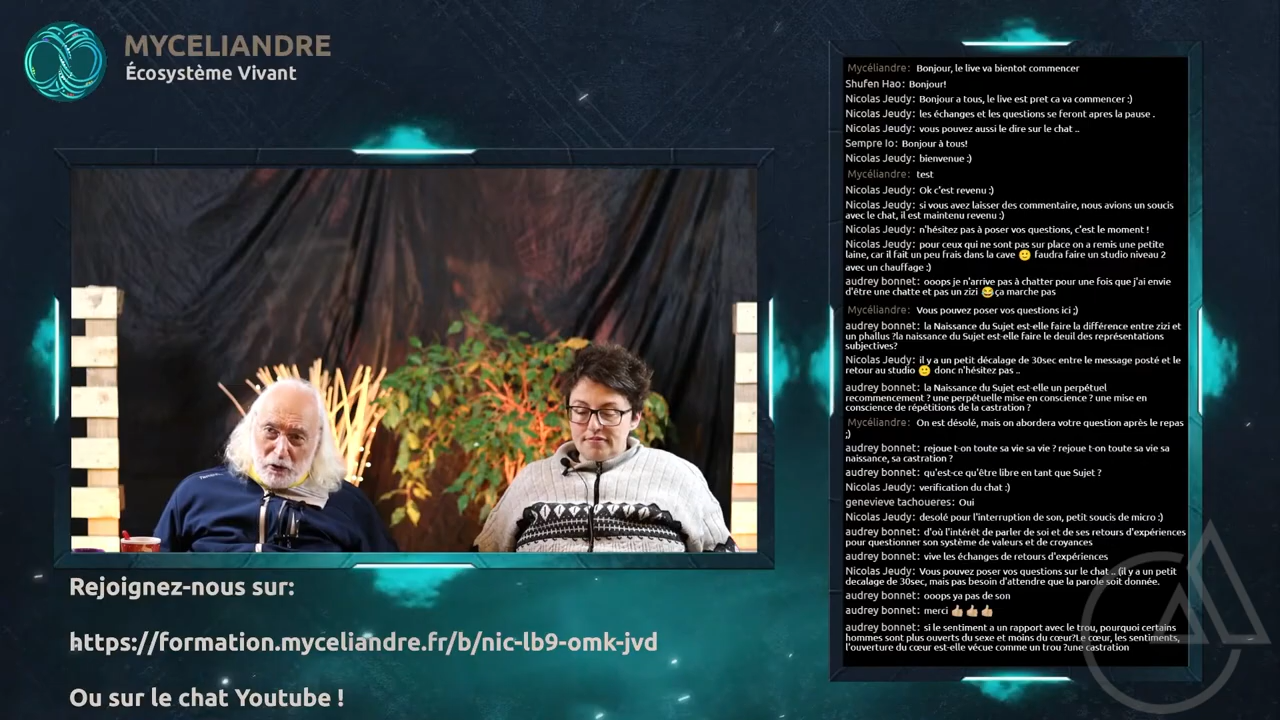 MYCELIANDRE
Écosystème Vivant
Mycéliandre: Bonjour, le live va bientot commencer
Shufen Hao: Bonjour!
Nicolas Jeudy: Bonjour a tous, le live est pret ca va commencer :)
Nicolas Jeudy: les échanges et les questions se feront apres la pause .
Nicolas Jeudy: vous pouvez aussi le dire sur le chat ..
Sempre Io: Bonjour à tous!
Nicolas Jeudy: bienvenue :)
Mycéliandre: test
Nicolas Jeudy: Ok c'est revenu :)
Nicolas Jeudy: si vous avez laisser des commentaire, nous avions un soucis
avec le chat, il est maintenu revenu :)
Nicolas Jeudy: n'hésitez pas à poser vos questions, c'est le moment !
Nicolas Jeudy: pour ceux qui ne sont pas sur place on a remis une petite
laine, car il fait un peu frais dans la cave 🙂 faudra faire un studio niveau 2
avec un chauffage :)
audrey bonnet: ooops je n'arrive pas à chatter pour une fois que j'ai envie
d'être une chatte et pas un zizi 😂ça marche pas
Mycéliandre: Vous pouvez poser vos questions ici ;)
audrey bonnet: la Naissance du Sujet est-elle faire la différence entre zizi et
un phallus ?la naissance du Sujet est-elle faire le deuil des représentations
subjectives?
Nicolas Jeudy: il y a un petit décalage de 30sec entre le message posté et le
retour au studio 🙂 donc n'hésitez pas ..
audrey bonnet: la Naissance du Sujet est-elle un perpétuel
recommencement ? une perpétuelle mise en conscience ? une mise en
conscience de répétitions de la castration ?
Mycéliandre: On est désolé, mais on abordera votre question après le repas
;)
audrey bonnet: rejoue t-on toute sa vie sa vie ? rejoue t-on toute sa vie sa
naissance, sa castration ?
audrey bonnet: qu'est-ce qu'être libre en tant que Sujet ?
Nicolas Jeudy: verification du chat :)
genevieve tachoueres: Oui
Nicolas Jeudy: desolé pour l'interruption de son, petit soucis de micro :)
audrey bonnet: d'où l'intérêt de parler de soi et de ses retours d'expériences
pour questionner son système de valeurs et de croyances
audrey bonnet: vive les échanges de retours d'expériences
Nicolas Jeudy: Vous pouvez poser vos questions sur le chat .. (il y a un petit
decalage de 30sec, mais pas besoin d'attendre que la parole soit donnée.
audrey bonnet: ooops ya pas de son
audrey bonnet: merci 👍🏼👍🏼👍🏼
audrey bonnet: si le sentiment a un rapport avec le trou, pourquoi certains
hommes sont plus ouverts du sexe et moins du cœur?Le cœur, les sentiments,
l'ouverture du cœur est-elle vécue comme un trou ?une castration
Rejoignez-nous sur:
https://formation.myceliandre.fr/b/nic-lb9-omk-jvd
Ou sur le chat Youtube !